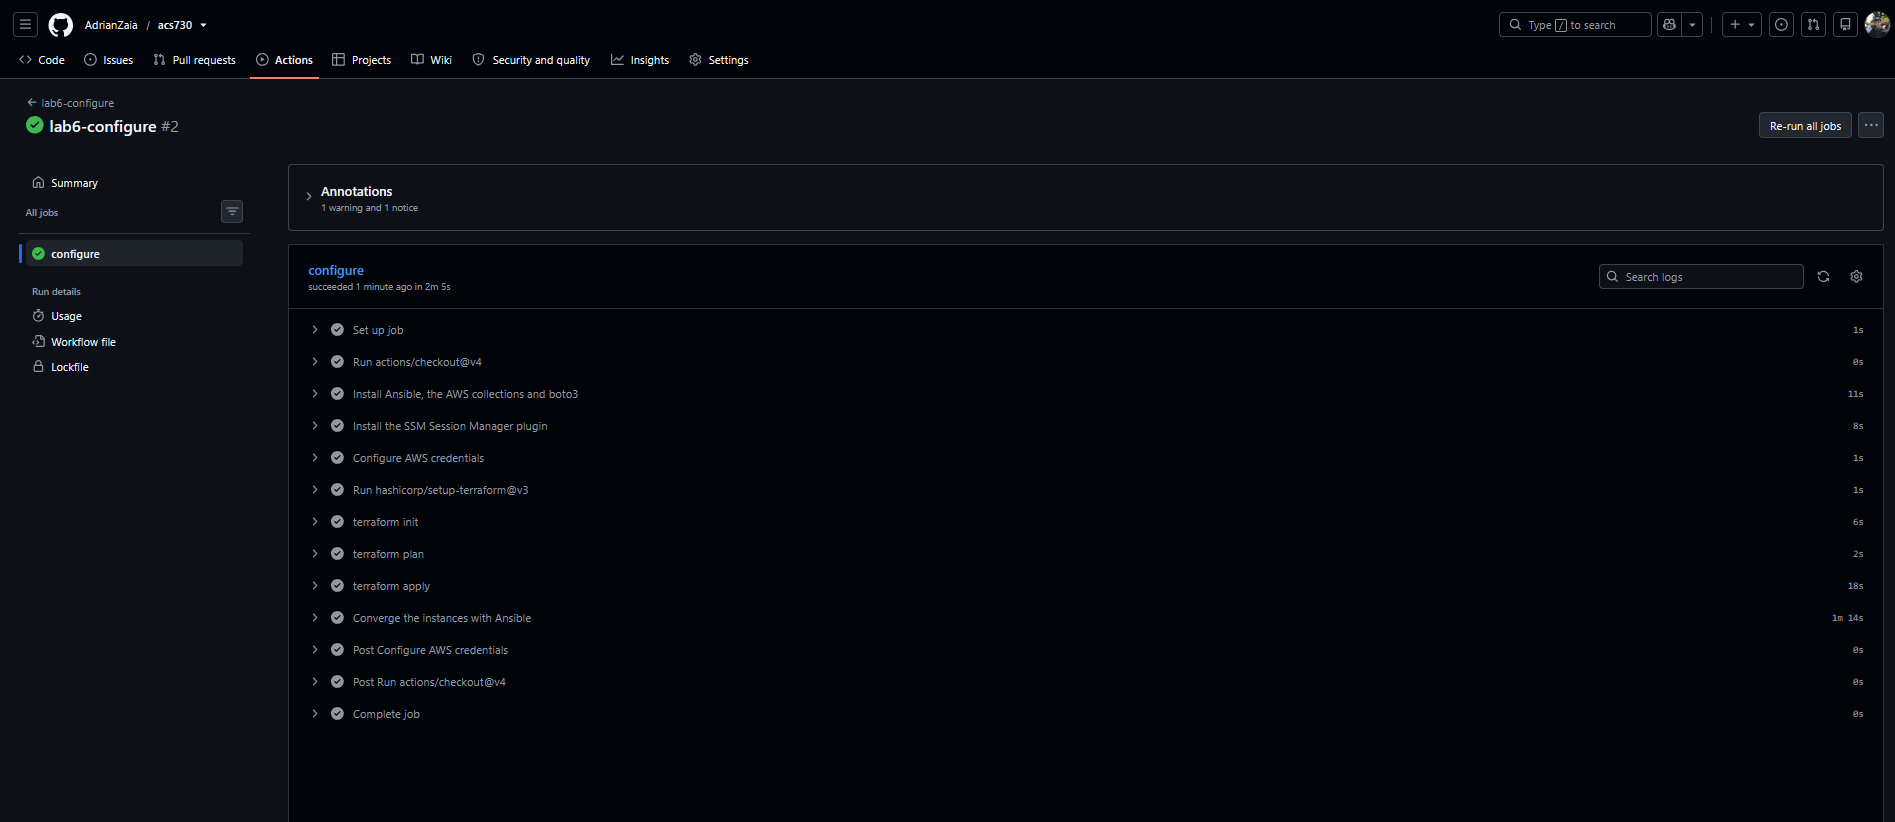 AdrianZaia / acs730
Type / to search
Code Issues Pull requests Actions Projects Wiki Security and quality Insights Settings
lab6-configure
lab6-configure #2
Re-run all jobs
Summary
All jobs
configure
Run details
Usage
Workflow file
Lockfile
Annotations
1 warning and 1 notice
configure
succeeded 1 minute ago in 2m 5s
Search logs
Set up job 1s
Run actions/checkout@v4 0s
Install Ansible, the AWS collections and boto3 11s
Install the SSM Session Manager plugin 8s
Configure AWS credentials 1s
Run hashicorp/setup-terraform@v3 1s
terraform init 6s
terraform plan 2s
terraform apply 18s
Converge the instances with Ansible 1m 14s
Post Configure AWS credentials 0s
Post Run actions/checkout@v4 0s
Complete job 0s